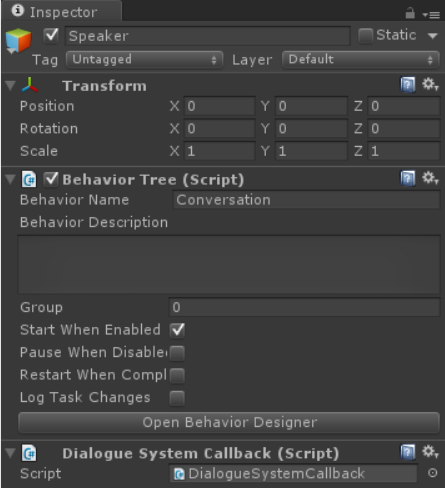 Inspector
Speaker Static
Tag Untagged Layer Default
Transform
Position X 0 Y 0 Z 0
Rotation X 0 Y 0 Z 0
Scale X 1 Y 1 Z 1
Behavior Tree (Script)
Behavior Name Conversation
Behavior Description
Group 0
Start When Enabled
Pause When Disable
Restart When Compl
Log Task Changes
Open Behavior Designer
Dialogue System Callback (Script)
Script DialogueSystemCallback